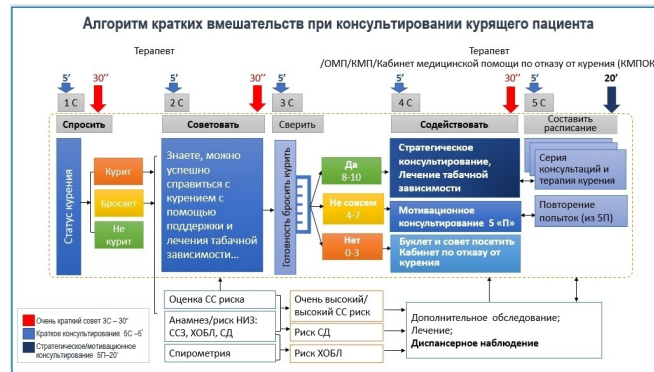 Алгоритм кратких вмешательств при консультировании курящего пациента
Терапевт
Терапевт
/ОМП/КМП/Кабинет медицинской помощи по отказу от курения (КМПОК
5’
30’’
5’
30’’
5’
5’
30’’
5’
20’
1 С
2 С
3 С
4 С
5 С
Спросить
Советовать
Сверить
Содействовать
Составить
расписание
Статус курения
Курит
Бросает
Не
курит
Знаете, можно
успешно
справиться с
курением с
помощью
поддержки и
лечения табачной
зависимости...
Готовность бросить курить
Да
8-10
Не совсем
4-7
Нет
0-3
Стратегическое
консультирование,
Лечение табачной
зависимости
Мотивационное
консультирование 5 «П»
Буклет и совет посетить
Кабинет по отказу от
курения
Серия
консультаций и
терапия курения
Повторение
попыток (из 5П)
Оценка СС риска
Анамнез/риск НИЗ:
ССЗ, ХОБЛ, СД
Спирометрия
Очень высокий/
высокий СС риск
Риск СД
Риск ХОБЛ
Дополнительное обследование;
Лечение;
Диспансерное наблюдение
Очень краткий совет 3С – 30’’
Краткое консультирование 5С –5’
Стратегическое/мотивационное
консультирование 5П–20’